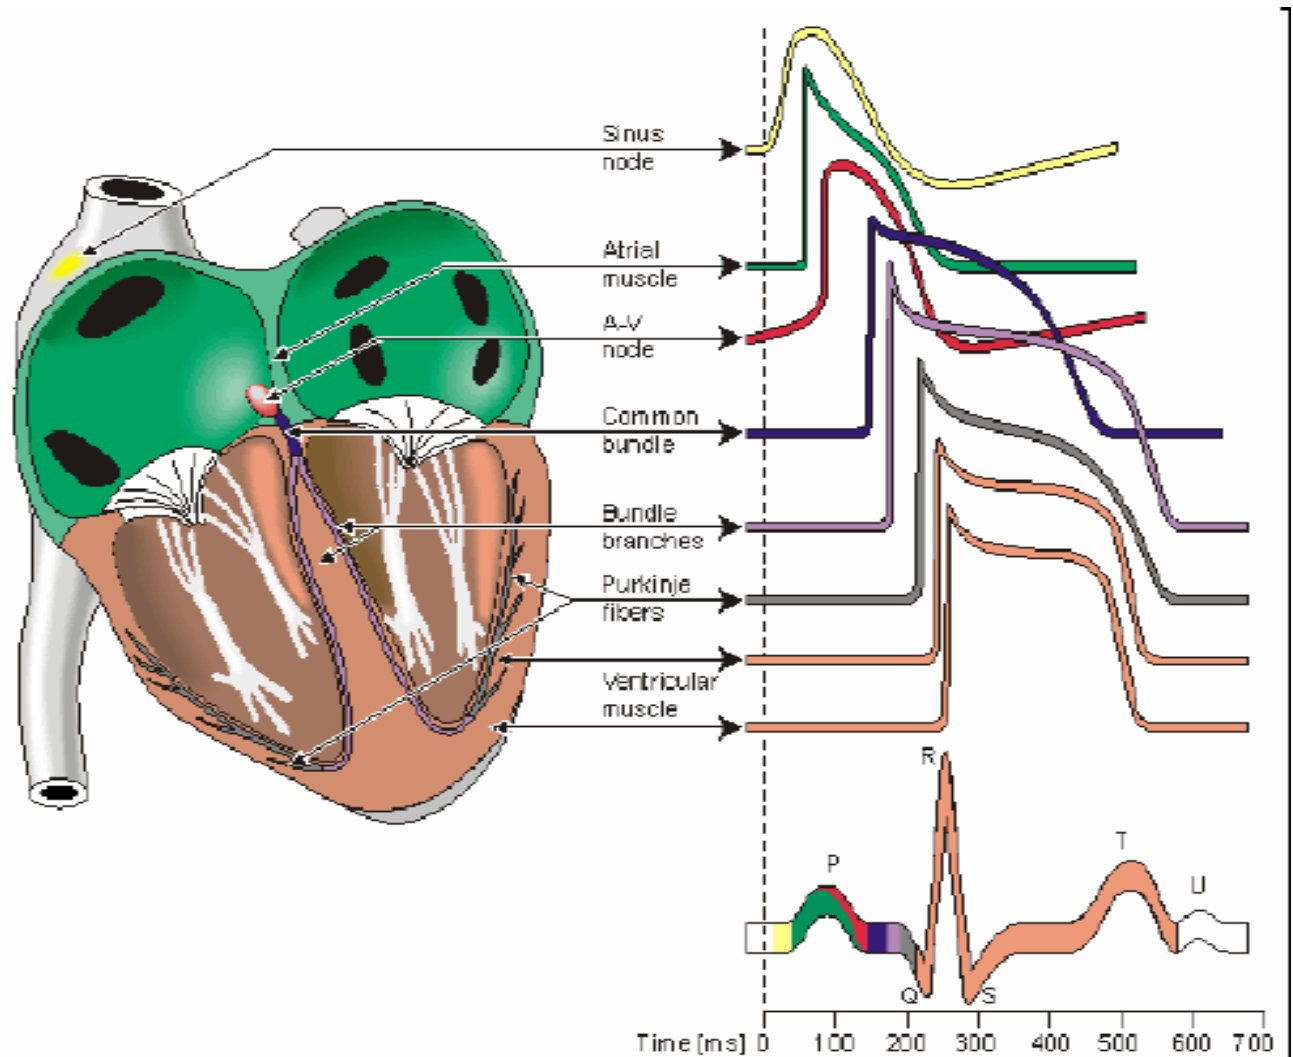 Sinus
node
Atrial
muscle
A-V
node
Common
bundle
Bundle
branches
Purkinje
fibers
Ventricular
muscle
R
P
T
U
Q
S
Time [ms] 0 100 200 300 400 500 600 700